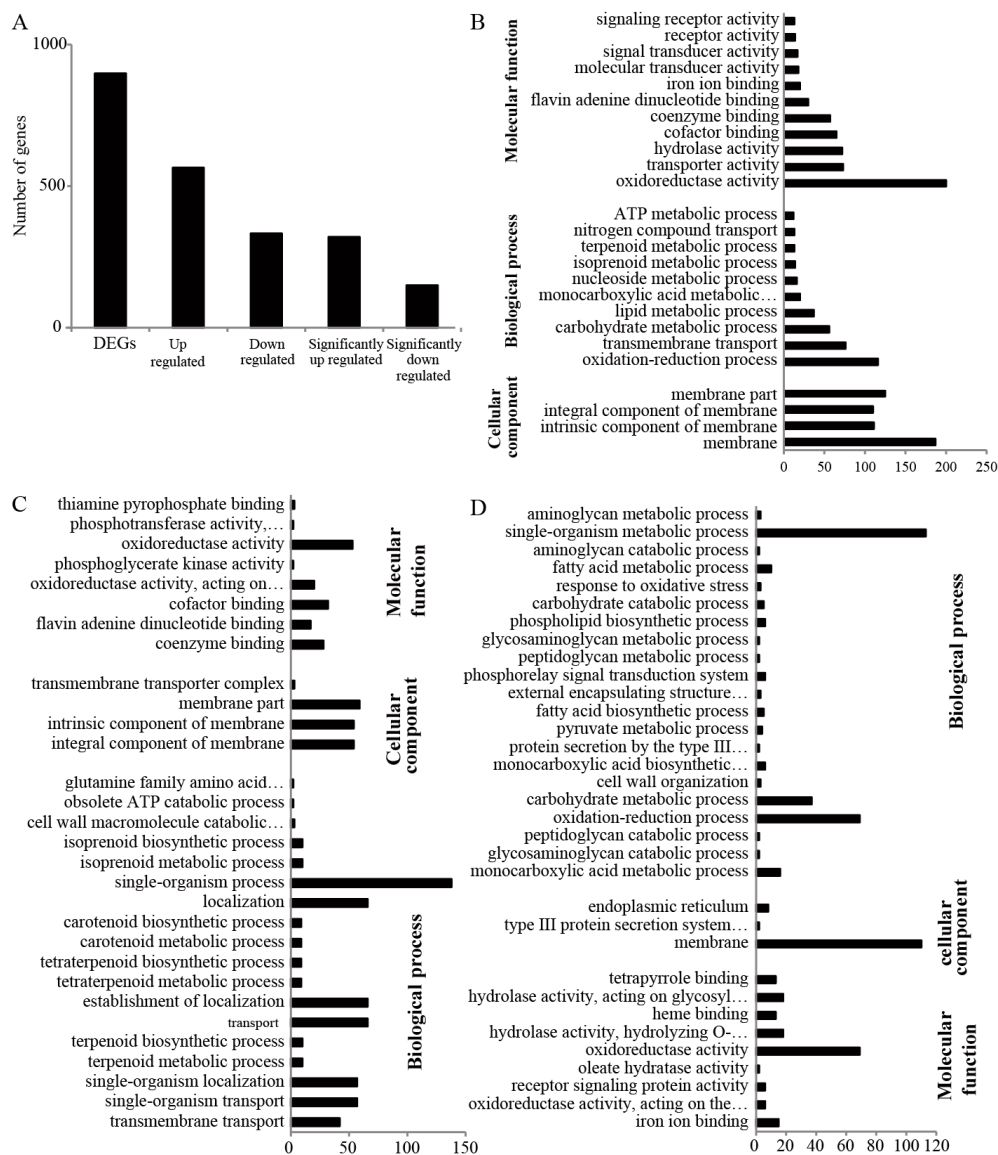 A
1000
500
0
Number of genes
DEGs
Up
regulated
Down
regulated
Significantly
up regulated
Significantly
down
regulated
B
Molecular function
signaling receptor activity
receptor activity
signal transducer activity
molecular transducer activity
iron ion binding
flavin adenine dinucleotide binding
coenzyme binding
cofactor binding
hydrolase activity
transporter activity
oxidoreductase activity
Biological process
ATP metabolic process
nitrogen compound transport
terpenoid metabolic process
isoprenoid metabolic process
nucleoside metabolic process
monocarboxylic acid metabolic…
lipid metabolic process
carbohydrate metabolic process
transmembrane transport
oxidation-reduction process
Cellular
component
membrane part
integral component of membrane
intrinsic component of membrane
membrane
0 50 100 150 200 250
C
thiamine pyrophosphate binding
phosphotransferase activity,…
oxidoreductase activity
phosphoglycerate kinase activity
oxidoreductase activity, acting on…
cofactor binding
flavin adenine dinucleotide binding
coenzyme binding
Molecular
function
transmembrane transporter complex
membrane part
intrinsic component of membrane
integral component of membrane
Cellular
component
glutamine family amino acid…
obsolete ATP catabolic process
cell wall macromolecule catabolic…
isoprenoid biosynthetic process
isoprenoid metabolic process
single-organism process
localization
carotenoid biosynthetic process
carotenoid metabolic process
tetraterpenoid biosynthetic process
tetraterpenoid metabolic process
establishment of localization
transport
terpenoid biosynthetic process
terpenoid metabolic process
single-organism localization
single-organism transport
transmembrane transport
Biological process
0 50 100 150
D
aminoglycan metabolic process
single-organism metabolic process
aminoglycan catabolic process
fatty acid metabolic process
response to oxidative stress
carbohydrate catabolic process
phospholipid biosynthetic process
glycosaminoglycan metabolic process
peptidoglycan metabolic process
phosphorelay signal transduction system
external encapsulating structure…
fatty acid biosynthetic process
pyruvate metabolic process
protein secretion by the type III…
monocarboxylic acid biosynthetic…
cell wall organization
carbohydrate metabolic process
oxidation-reduction process
peptidoglycan catabolic process
glycosaminoglycan catabolic process
monocarboxylic acid metabolic process
Biological process
endoplasmic reticulum
type III protein secretion system…
membrane
cellular
component
tetrapyrrole binding
hydrolase activity, acting on glycosyl…
heme binding
hydrolase activity, hydrolyzing O-…
oxidoreductase activity
oleate hydratase activity
receptor signaling protein activity
oxidoreductase activity, acting on the…
iron ion binding
Molecular
function
0 20 40 60 80 100 120